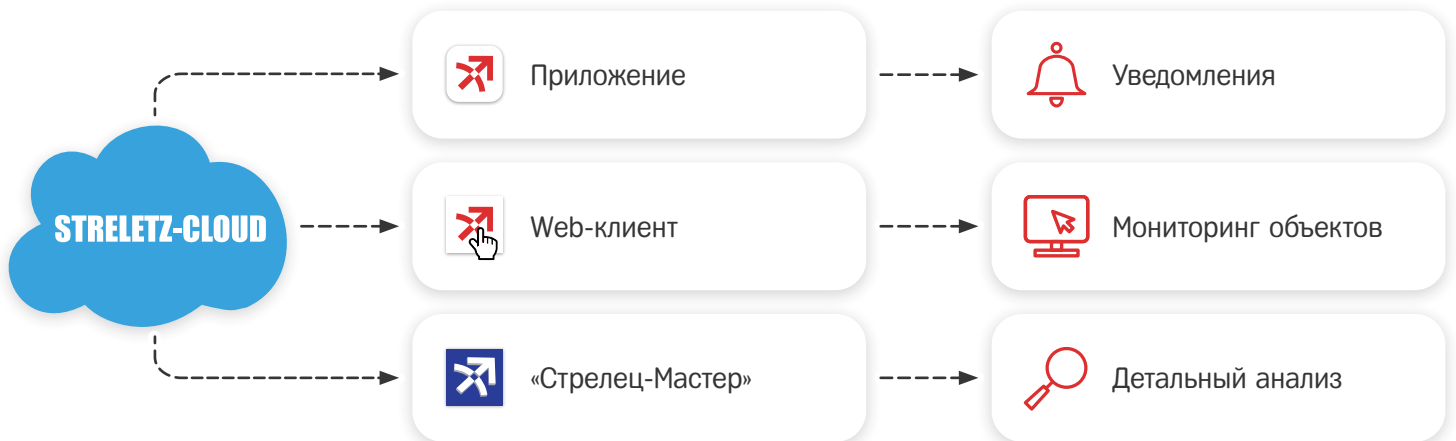 STRELETZ-CLOUD
Приложение
Уведомления
Web-клиент
Мониторинг объектов
«Стрелец-Мастер»
Детальный анализ